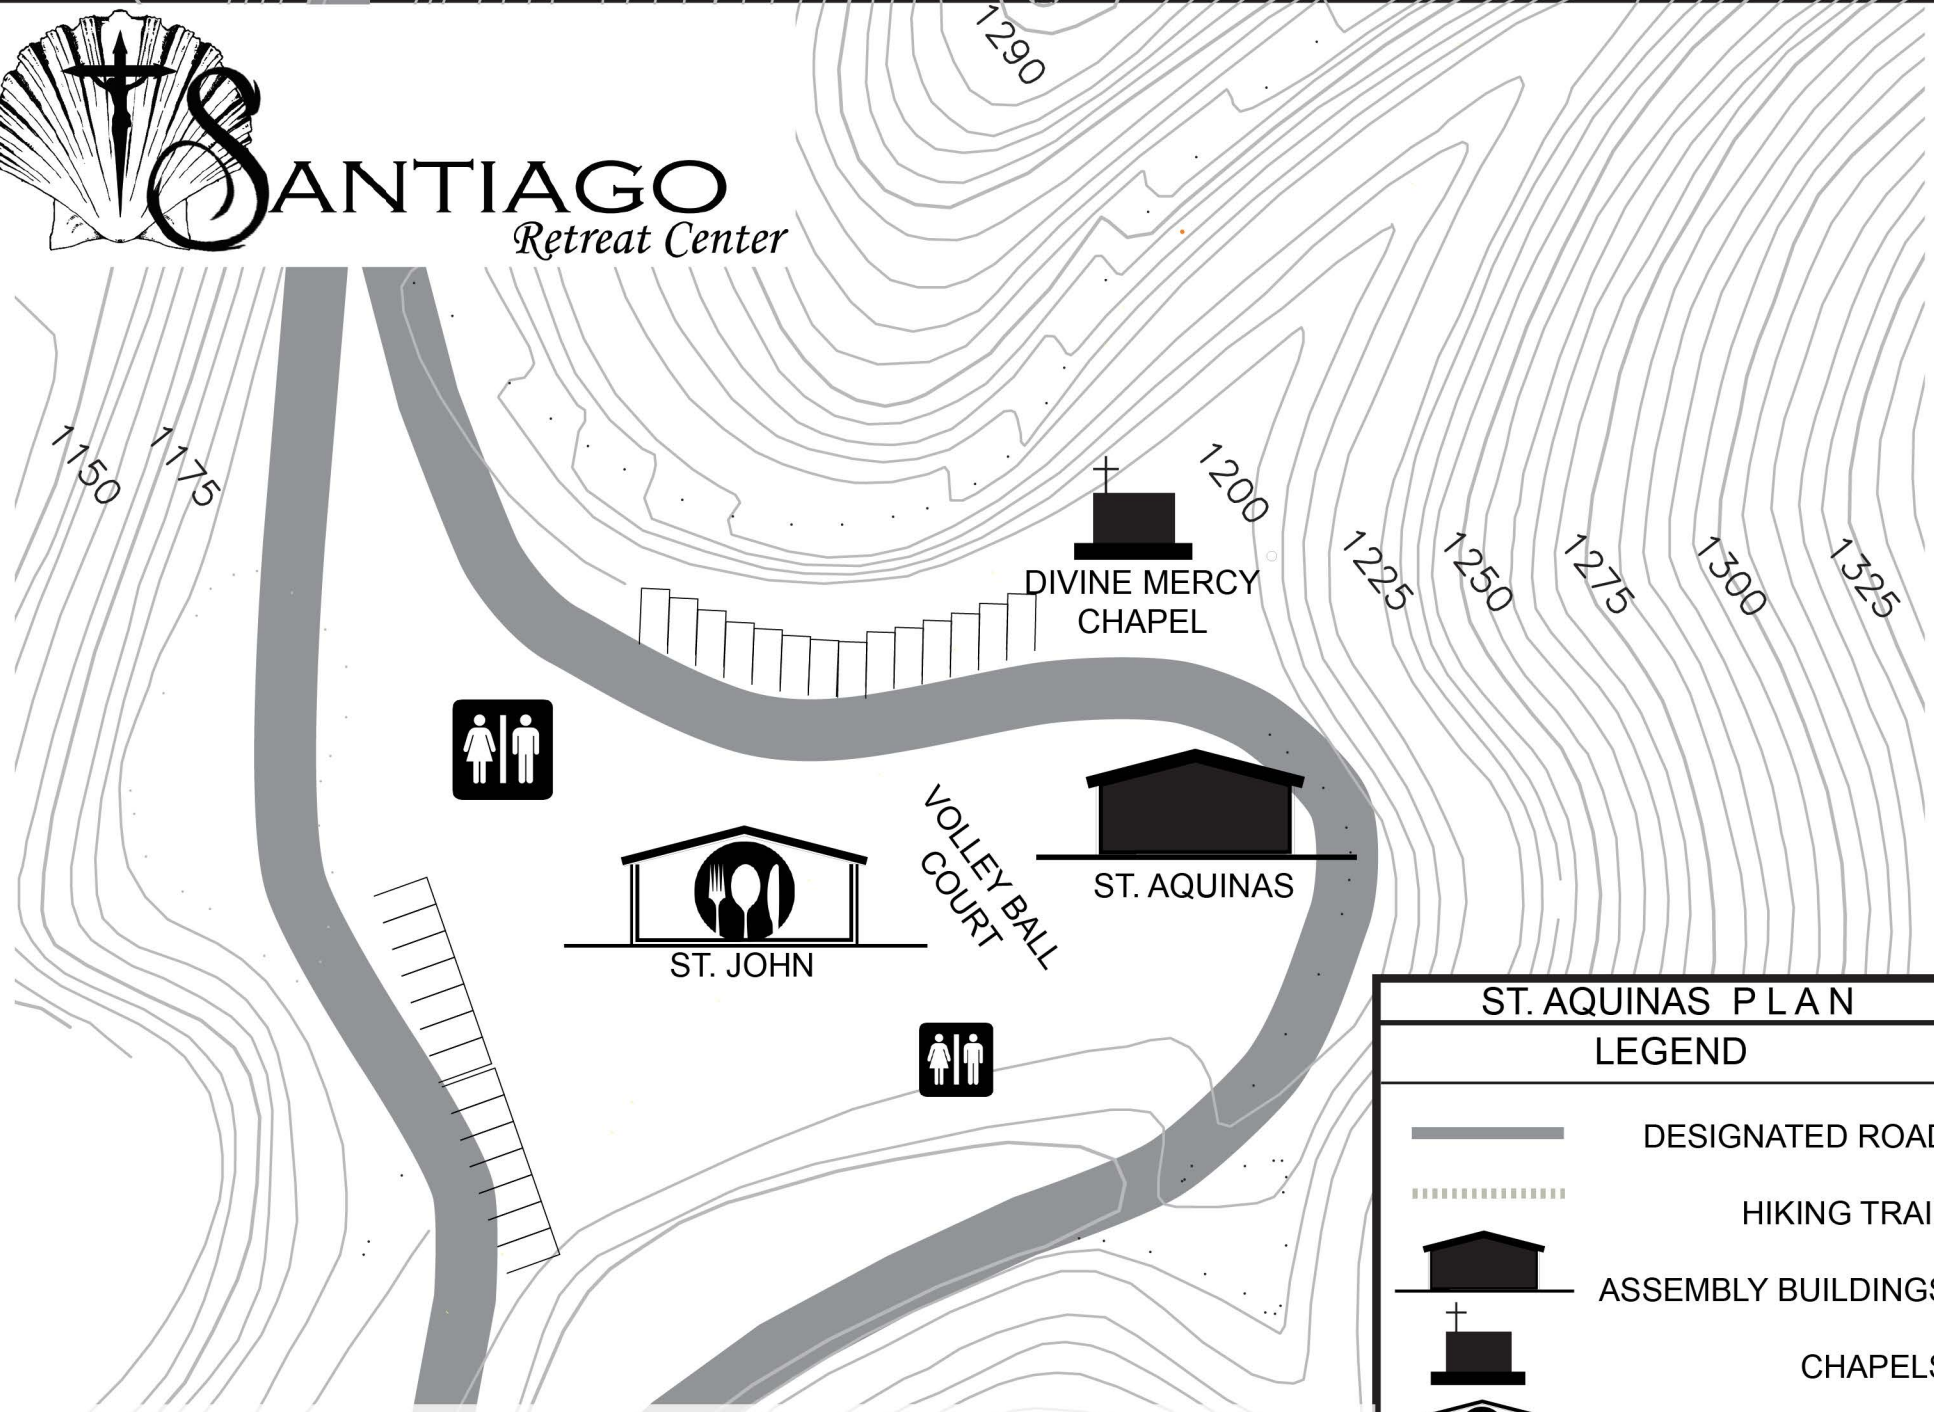 1290
SANTIAGO
Retreat Center
1150
1175
1200
1225
1250
1275
1300
1325
DIVINE MERCY
CHAPEL
VOLLEY BALL
COURT
ST. AQUINAS
ST. JOHN
ST. AQUINAS PLAN
LEGEND
DESIGNATED ROAD
HIKING TRAI
ASSEMBLY BUILDINGS
CHAPELS